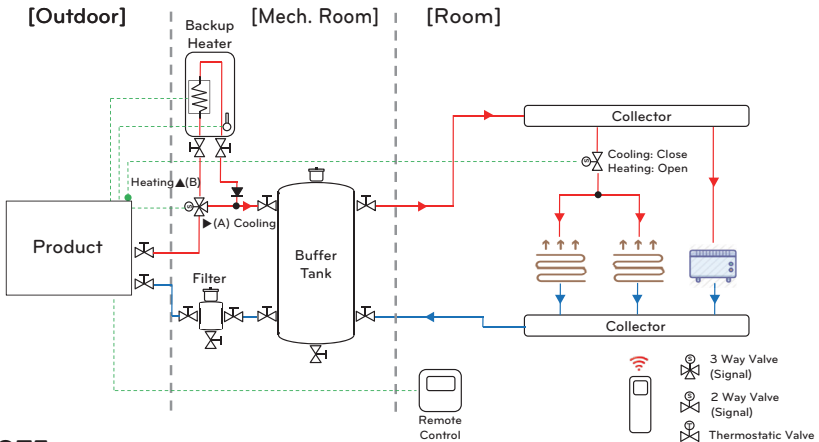 [Outdoor]
[Mech. Room]
[Room]
Backup
Heater
Collector
Cooling: Close
Heating: Open
Heating▲(B)
▶(A) Cooling
Product
Filter
Buffer
Tank
Collector
Remote
Control
S 3 Way Valve
(Signal)
S 2 Way Valve
(Signal)
T Thermostatic Valve